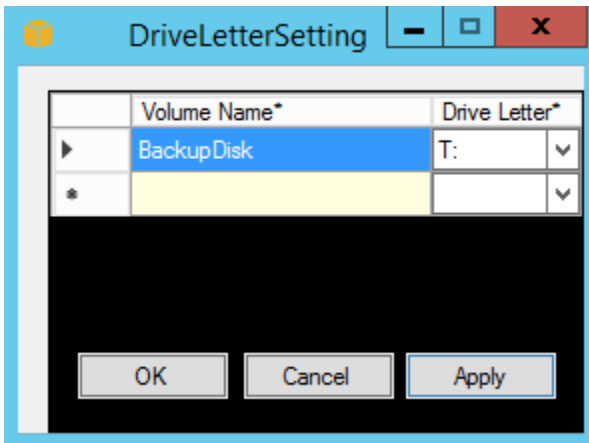 DriveLetterSetting
Volume Name* Drive Letter*
BackupDisk T:
OK Cancel Apply